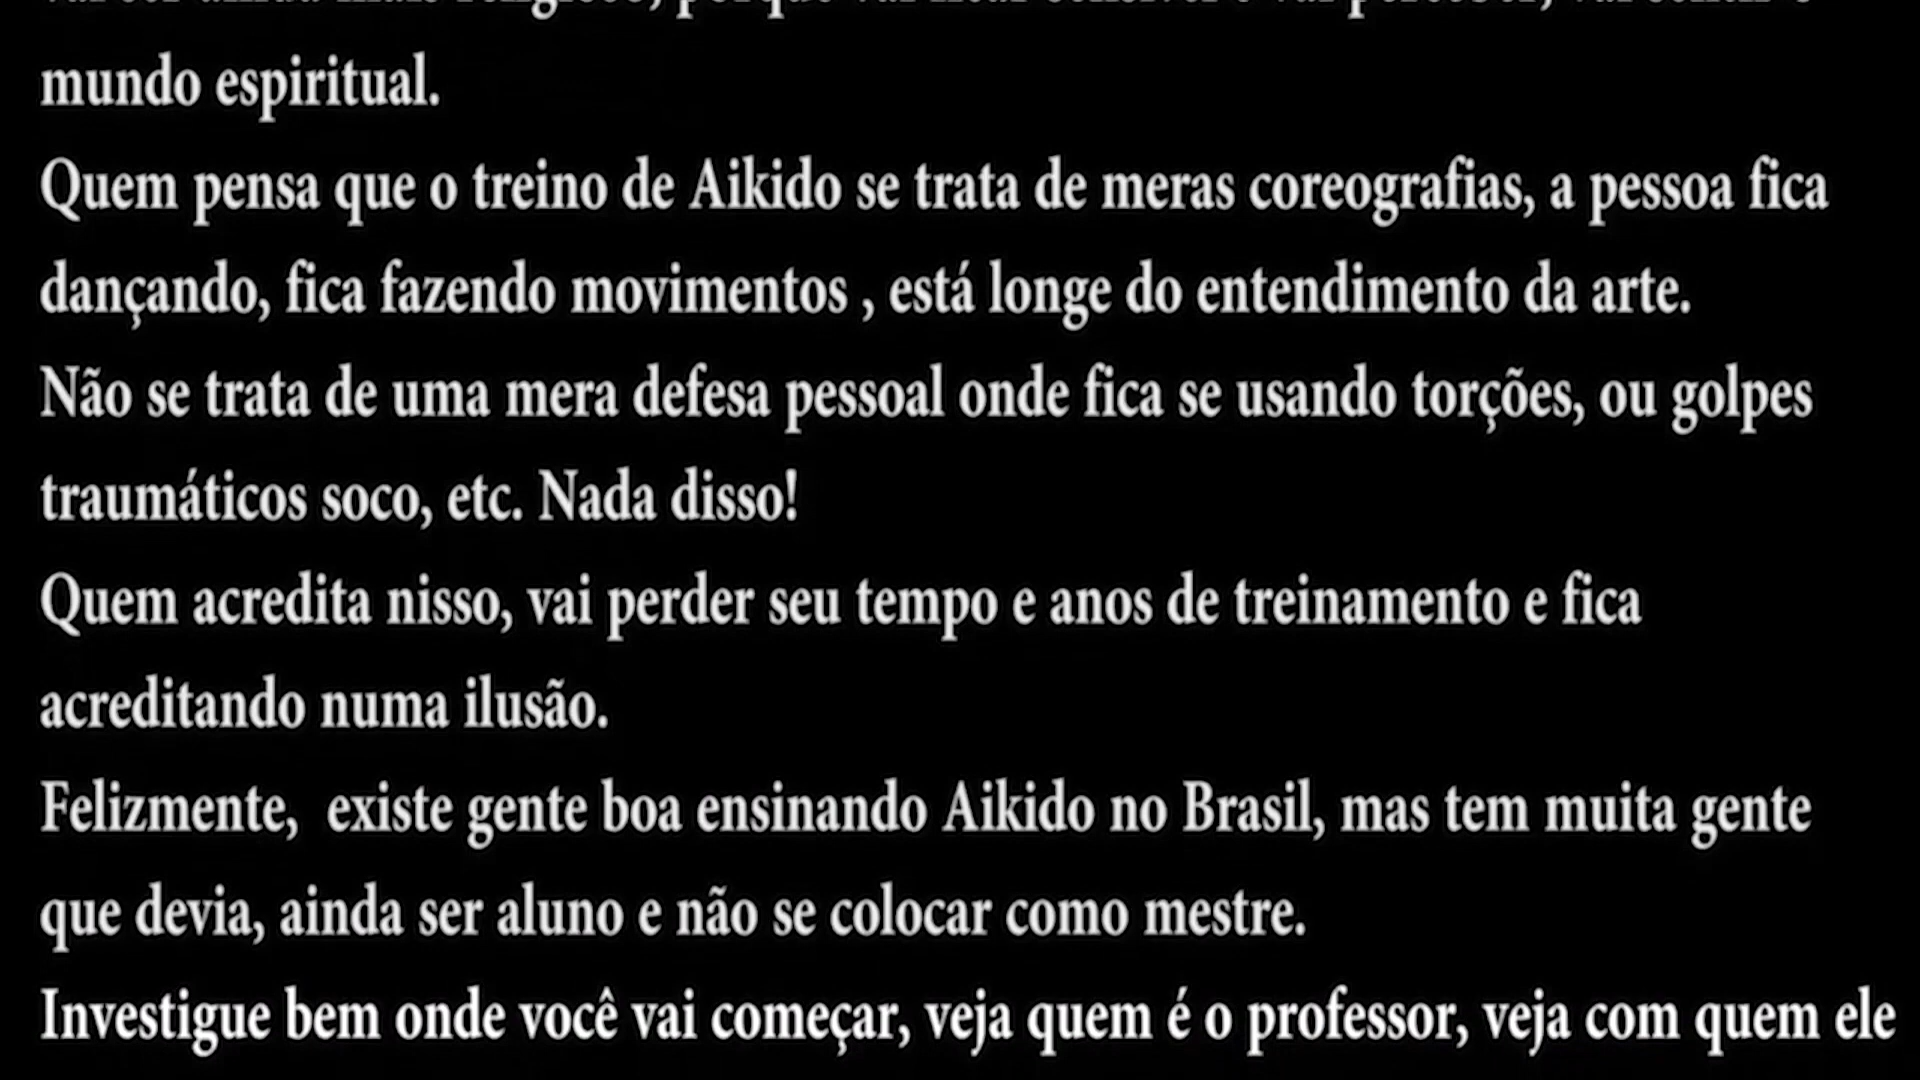 mundo espiritual.
Quem pensa que o treino de Aikido se trata de meras coreografias, a pessoa fica
dançando, fica fazendo movimentos , está longe do entendimento da arte.
Não se trata de uma mera defesa pessoal onde fica se usando torções, ou golpes
traumáticos soco, etc. Nada disso!
Quem acredita nisso, vai perder seu tempo e anos de treinamento e fica
acreditando numa ilusão.
Felizmente,  existe gente boa ensinando Aikido no Brasil, mas tem muita gente
que devia, ainda ser aluno e não se colocar como mestre.
Investigue bem onde você vai começar, veja quem é o professor, veja com quem ele